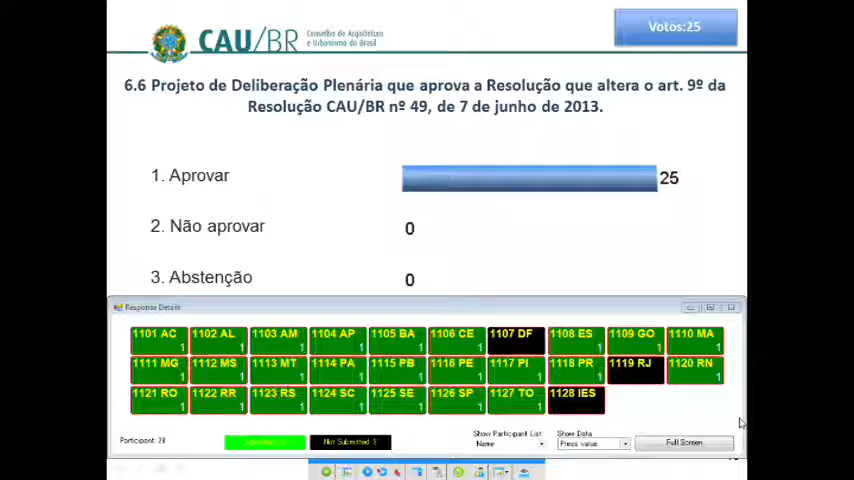 CAU/BR
Conselho de Arquitetura
e Urbanismo do Brasil
Votos:25
6.6 Projeto de Deliberação Plenária que aprova a Resolução que altera o art. 9º da
Resolução CAU/BR nº 49, de 7 de junho de 2013.
1. Aprovar
25
2. Não aprovar
0
3. Abstenção
0
Response Details
1101 AC 1102 AL 1103 AM 1104 AP 1105 BA 1106 CE 1107 DF 1108 ES 1109 GO 1110 MA
1 1 1 1 1 1 1 1 1
1111 MG 1112 MS 1113 MT 1114 PA 1115 PB 1116 PE 1117 PI 1118 PR 1119 RJ 1120 RN
1 1 1 1 1 1 1 1 1
1121 RO 1122 RR 1123 RS 1124 SC 1125 SE 1126 SP 1127 TO 1128 IES
1 1 1 1 1 1 1
Participant: 28
Not Submitted: 3
Show Participant List
Name
Show Data
Press value
Full Screen